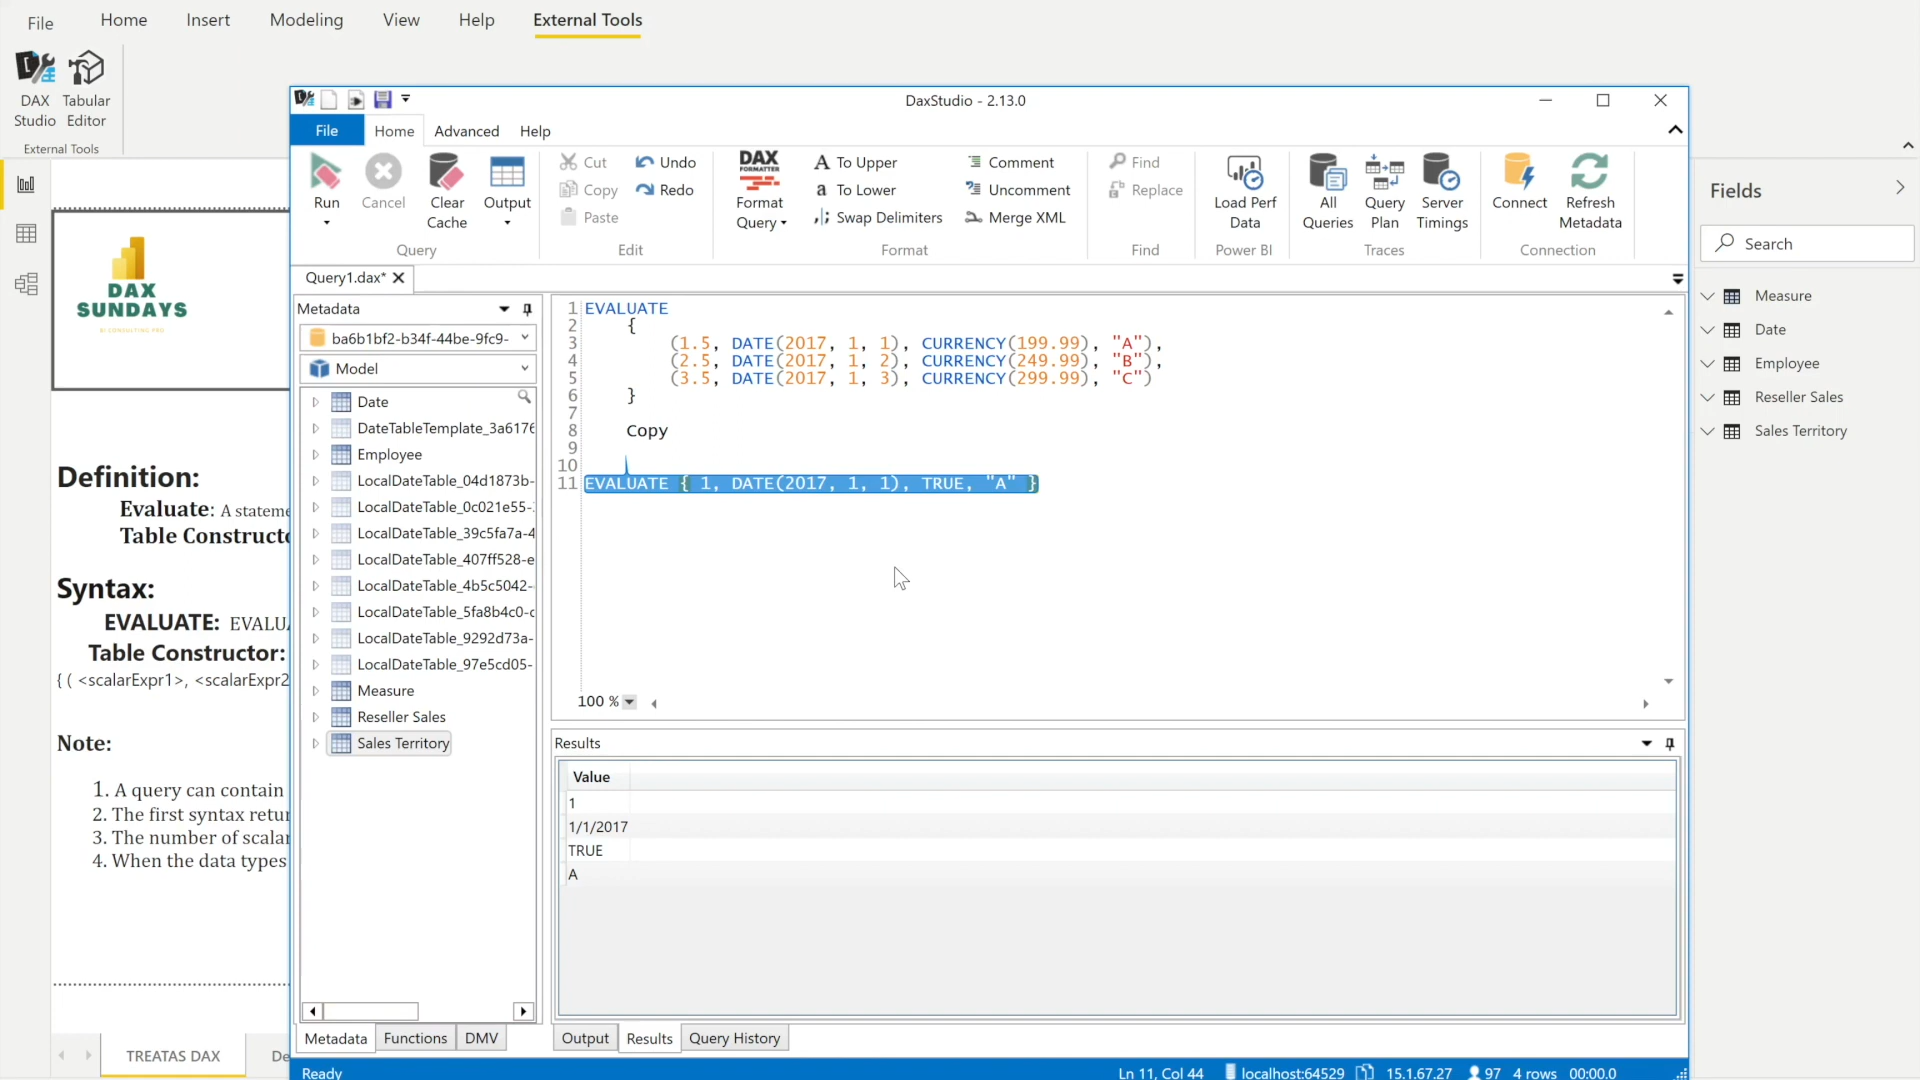 File
Home
Insert
Modeling
View
Help
External Tools
DAX
Studio
Tabular
Editor
External Tools
DaxStudio - 2.13.0
File
Home
Advanced
Help
Run
Cancel
Clear
Cache
Output
Query
Cut
Copy
Paste
Undo
Redo
Edit
DAX
FORMATTER
Format
Query
A To Upper
a To Lower
Swap Delimiters
Comment
Uncomment
Merge XML
Format
Find
Replace
Find
Load Perf
Data
Power BI
All
Queries
Query
Plan
Server
Timings
Traces
Connect
Refresh
Metadata
Connection
Fields
Search
Measure
Date
Employee
Reseller Sales
Sales Territory
Query1.dax*
Metadata
ba6b1bf2-b34f-44be-9fc9-
Model
Date
DateTableTemplate_3a6176
Employee
LocalDateTable_04d1873b-
LocalDateTable_0c021e55-
LocalDateTable_39c5fa7a-4
LocalDateTable_407ff528-e
LocalDateTable_4b5c5042-
LocalDateTable_5fa8b4c0-c
LocalDateTable_9292d73a-
LocalDateTable_97e5cd05-
Measure
Reseller Sales
Sales Territory
Metadata
Functions
DMV
1 EVALUATE
2 {
3 (1.5, DATE(2017, 1, 1), CURRENCY(199.99), "A"),
4 (2.5, DATE(2017, 1, 2), CURRENCY(249.99), "B"),
5 (3.5, DATE(2017, 1, 3), CURRENCY(299.99), "C")
6 }
7
8 Copy
9
10
11 EVALUATE { 1, DATE(2017, 1, 1), TRUE, "A" }
100 %
Results
Value
1
1/1/2017
TRUE
A
Output
Results
Query History
Ready
Ln 11, Col 44
localhost:64529
15.1.67.27
97
4 rows
00:00.0
DAX
SUNDAYS
BI CONSULTING PRO
Definition:
Evaluate: A stateme
Table Constructo
Syntax:
EVALUATE: EVALUA
Table Constructor:
{ ( <scalarExpr1>, <scalarExpr2
Note:
1. A query can contain
2. The first syntax retur
3. The number of scalar
4. When the data types
TREATAS DAX
De